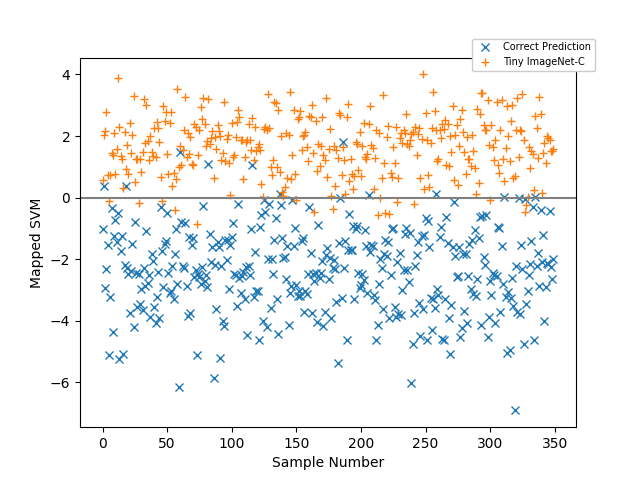 Correct Prediction
Tiny ImageNet-C
4
2
0
−2
−4
−6
Mapped SVM
0 50 100 150 200 250 300 350
Sample Number